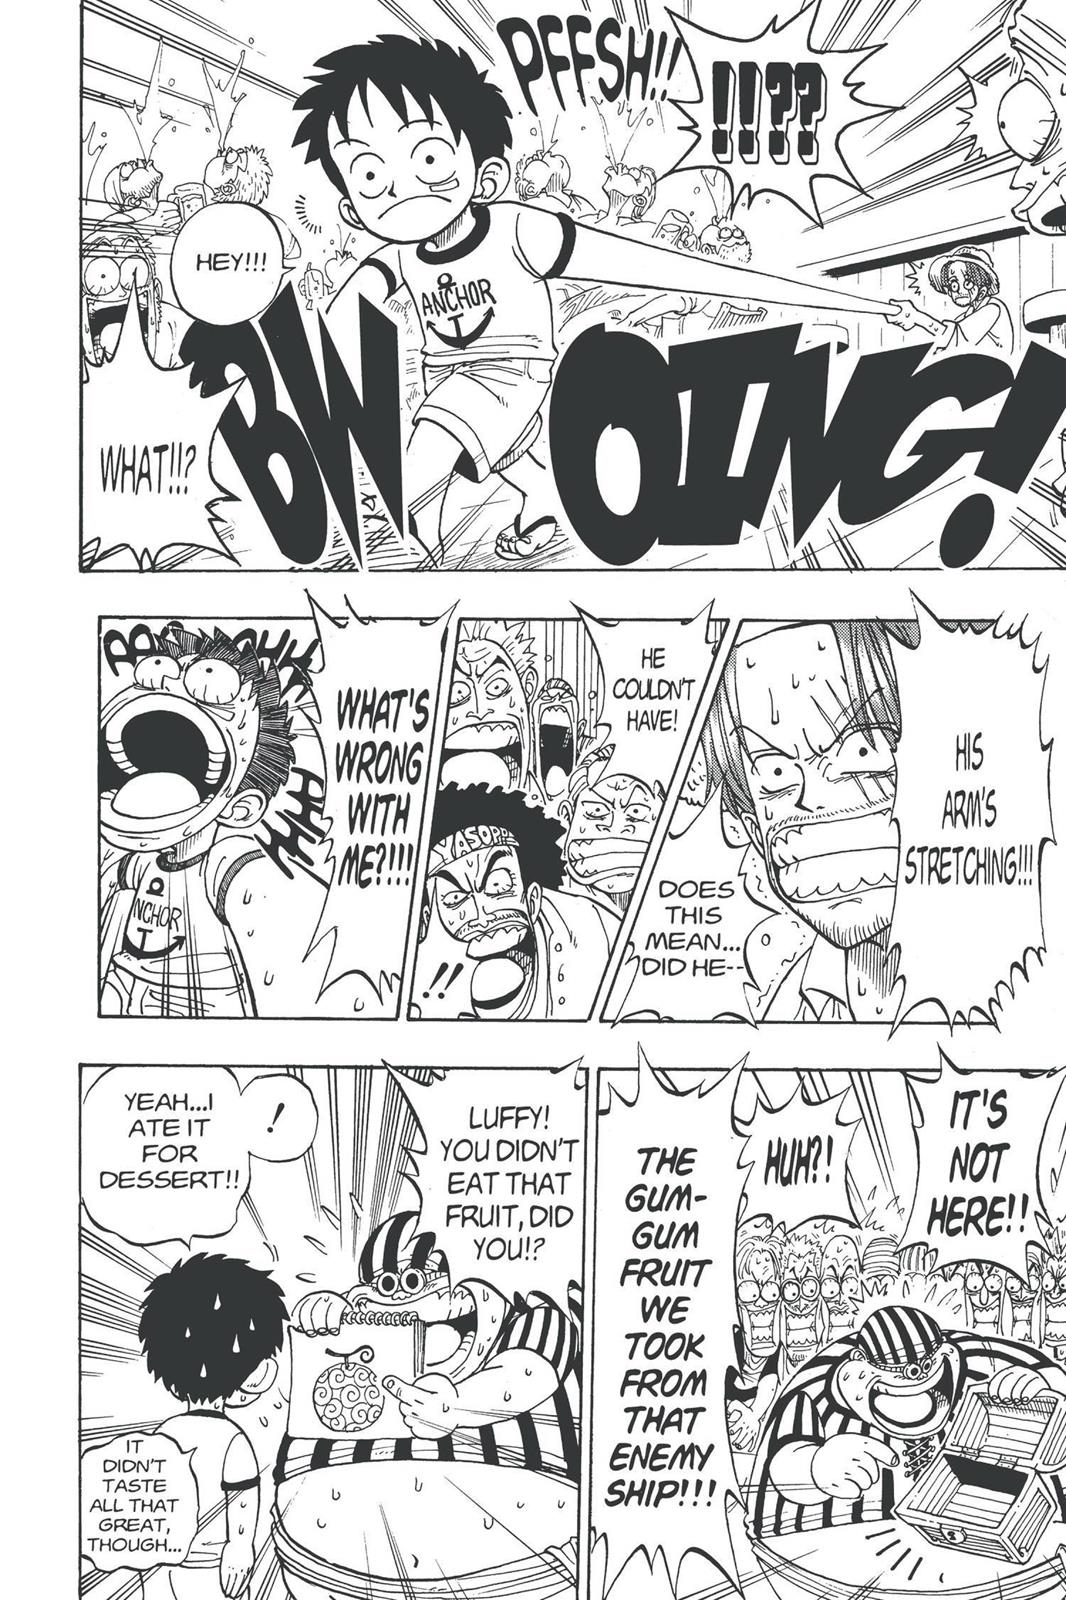 PFFSH!!
!!??
HEY!!!
ANCHOR
WHAT!!?
BWOING!
HIS
ARM'S
STRETCHING!!!
DOES
THIS
MEAN...
DID HE--
HE
COULDN'T
HAVE!
YASOPP
!!
WHAT'S
WRONG
WITH
ME?!!!
ANCHOR
IT'S
NOT
HERE!!
HUH?!
THE
GUM-
GUM
FRUIT
WE
TOOK
FROM
THAT
ENEMY
SHIP!!!
LUFFY!
YOU DIDN'T
EAT THAT
FRUIT, DID
YOU!?
!
YEAH...I
ATE IT
FOR
DESSERT!!
IT
DIDN'T
TASTE
ALL THAT
GREAT,
THOUGH...